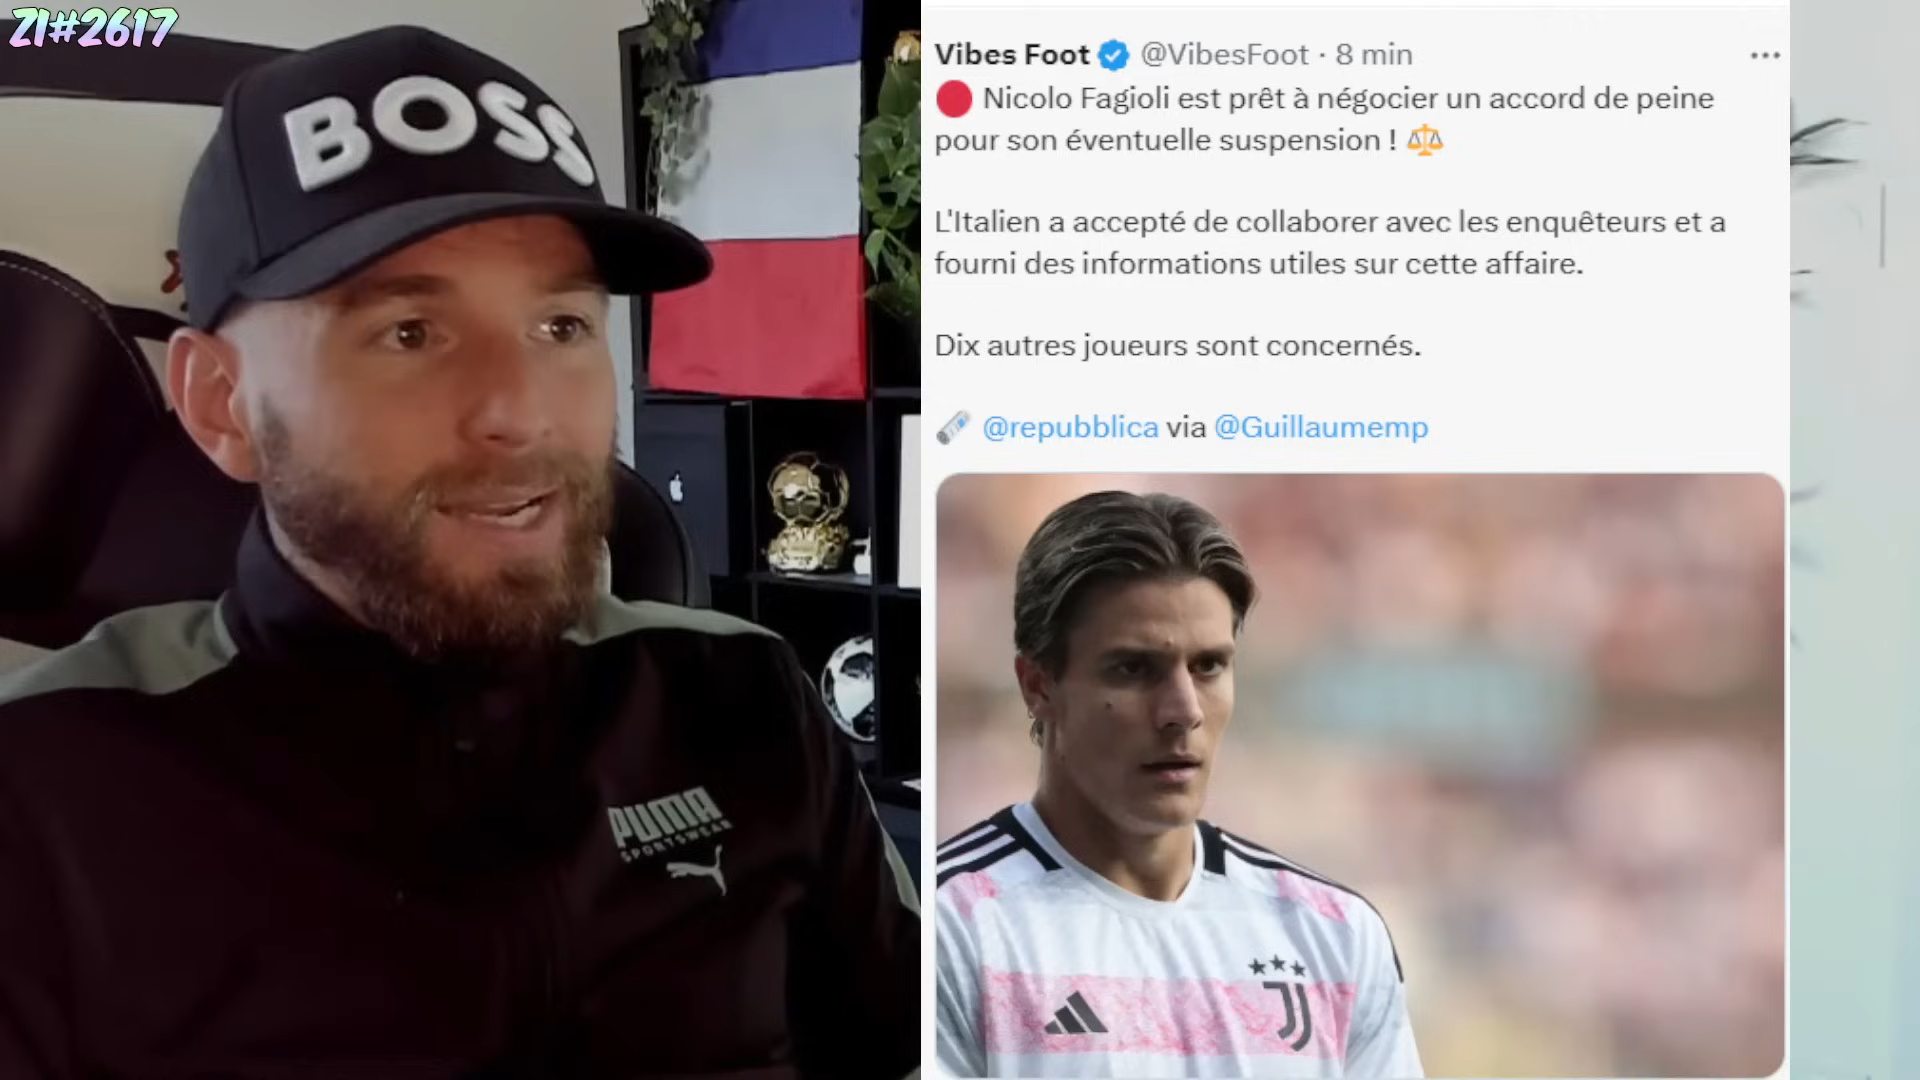 ZI#2617
BOSS
PUMA
SPORTSWEAR
Vibes Foot @VibesFoot · 8 min
🔴 Nicolo Fagioli est prêt à négocier un accord de peine
pour son éventuelle suspension ! ⚖️
L'Italien a accepté de collaborer avec les enquêteurs et a
fourni des informations utiles sur cette affaire.
Dix autres joueurs sont concernés.
🗞️ @repubblica via @Guillaumemp